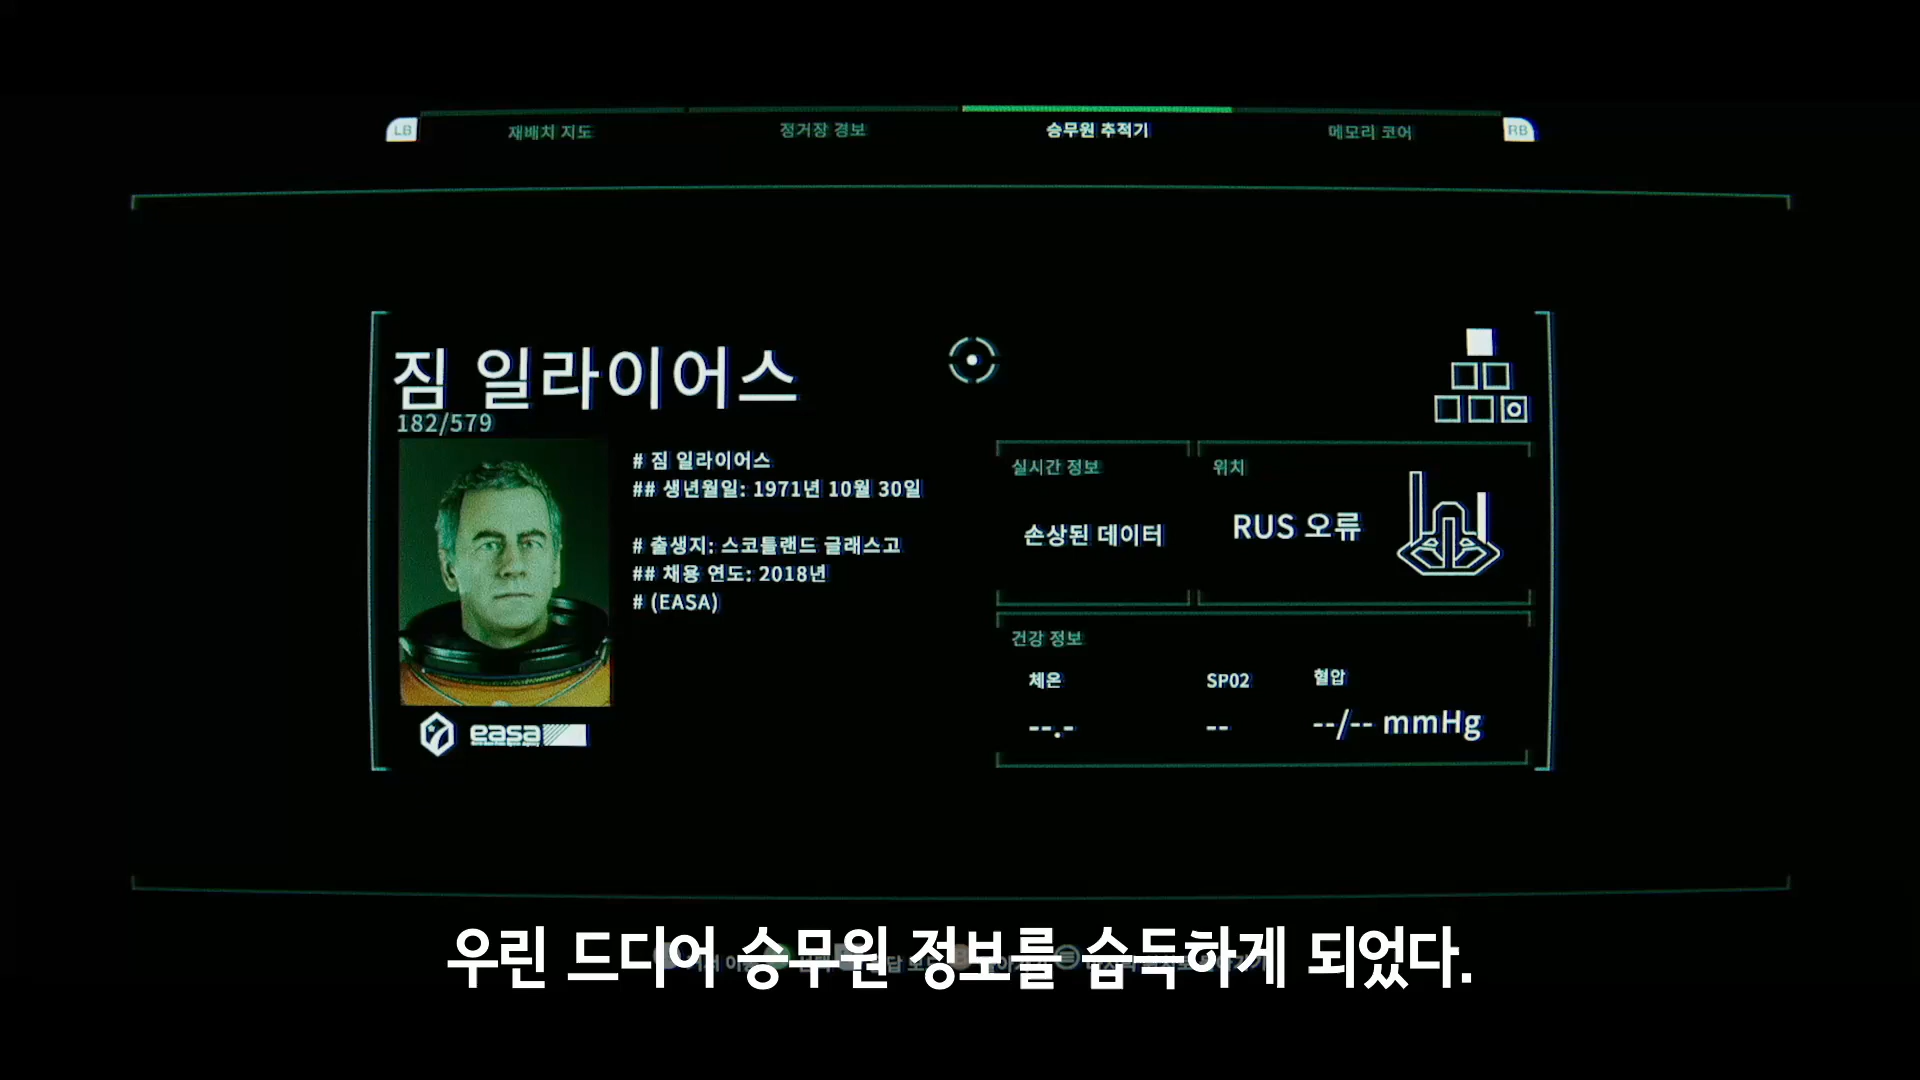 LB
재배치 지도
정거장 경보
승무원 추적기
메모리 코어
RB
짐 일라이어스
182/579
# 짐 일라이어스
## 생년월일: 1971년 10월 30일
# 출생지: 스코틀랜드 글래스고
## 채용 연도: 2018년
# (EASA)
easa
실시간 정보
손상된 데이터
위치
RUS 오류
건강 정보
체온
SPO2
혈압
--.-
--
--/-- mmHg
우린 드디어 승무원 정보를 습득하게 되었다.